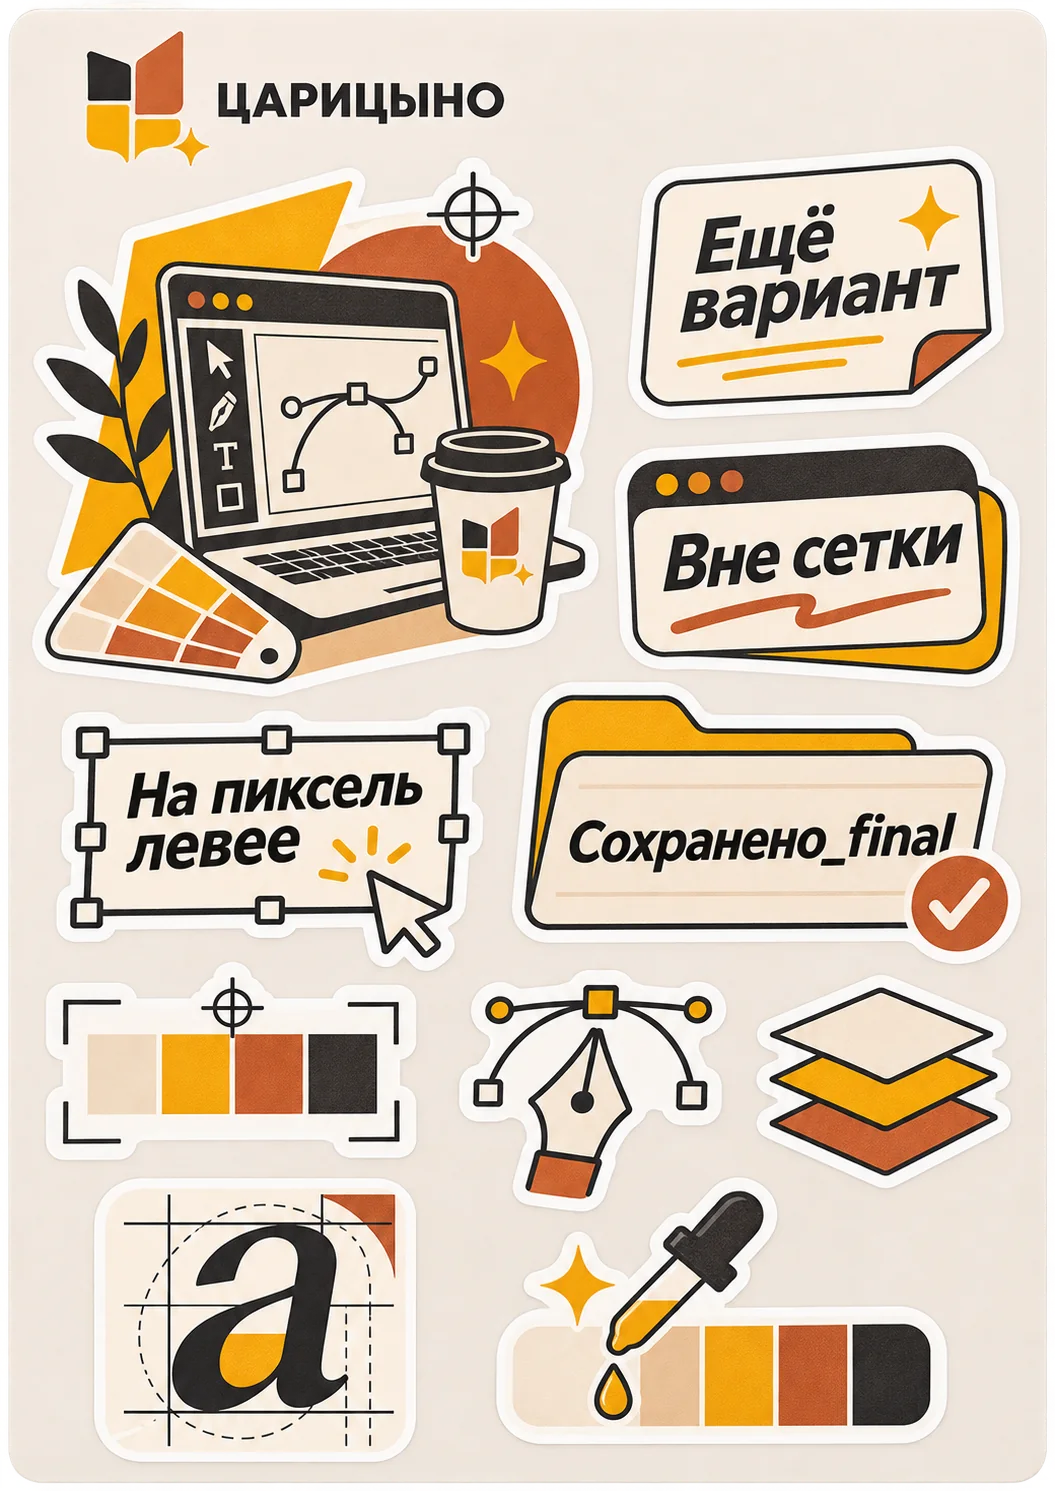 ЦАРИЦЫНО
Ещё
вариант
T
Вне сетки
На пиксель
левее
Сохранено_final
a